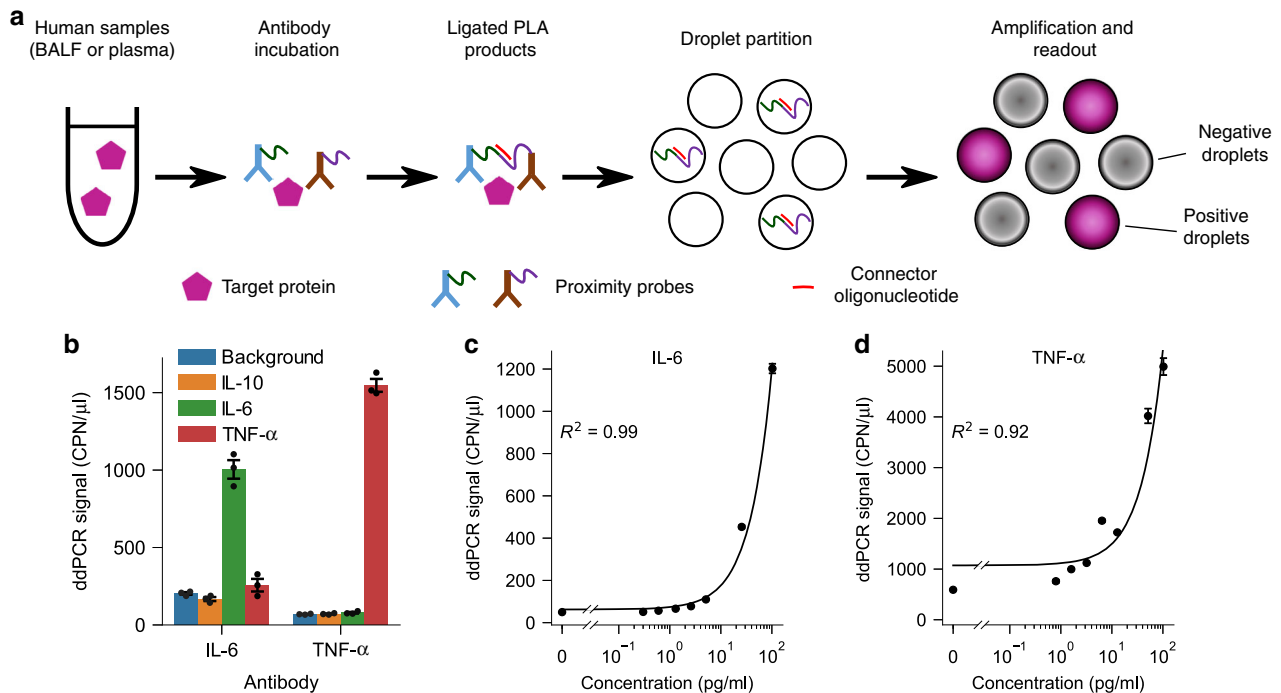 a
Human samples
(BALF or plasma)
Antibody
incubation
Ligated PLA
products
Droplet partition
Amplification and
readout
Negative
droplets
Positive
droplets
Target protein
Proximity probes
Connector
oligonucleotide
b
Background
IL-10
IL-6
TNF-α
ddPCR signal (CPN/μl)
1500
1000
500
0
IL-6
TNF-α
Antibody
c
IL-6
R² = 0.99
ddPCR signal (CPN/μl)
1200
1000
800
600
400
200
0
0
10⁻¹
10⁰
10¹
10²
Concentration (pg/ml)
d
TNF-α
R² = 0.92
ddPCR signal (CPN/μl)
5000
4000
3000
2000
1000
0
0
10⁻¹
10⁰
10¹
10²
Concentration (pg/ml)